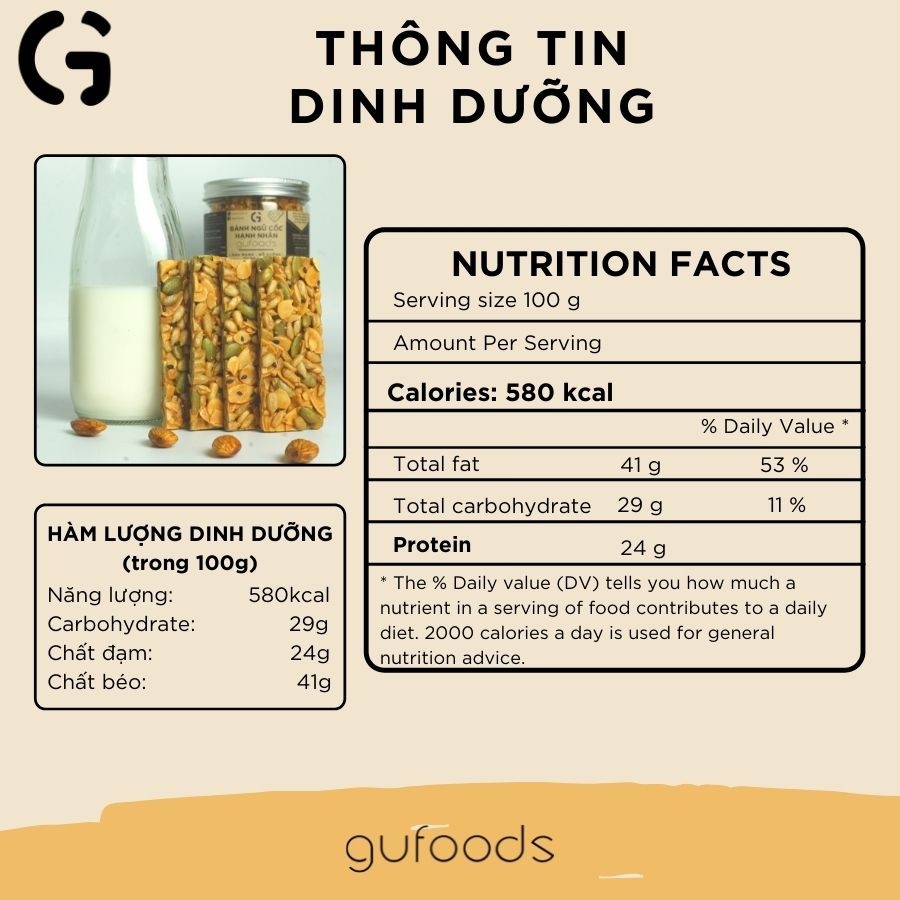 THÔNG TIN
DINH DƯỠNG
G
BÁNH NGŨ CỐC
HẠNH NHÂN
gufoods
NUTRITION FACTS
Serving size 100 g
Amount Per Serving
Calories: 580 kcal
% Daily Value *
Total fat 41 g 53 %
Total carbohydrate 29 g 11 %
Protein 24 g
* The % Daily value (DV) tells you how much a
nutrient in a serving of food contributes to a daily
diet. 2000 calories a day is used for general
nutrition advice.
HÀM LƯỢNG DINH DƯỠNG
(trong 100g)
Năng lượng: 580kcal
Carbohydrate: 29g
Chất đạm: 24g
Chất béo: 41g
gufoods